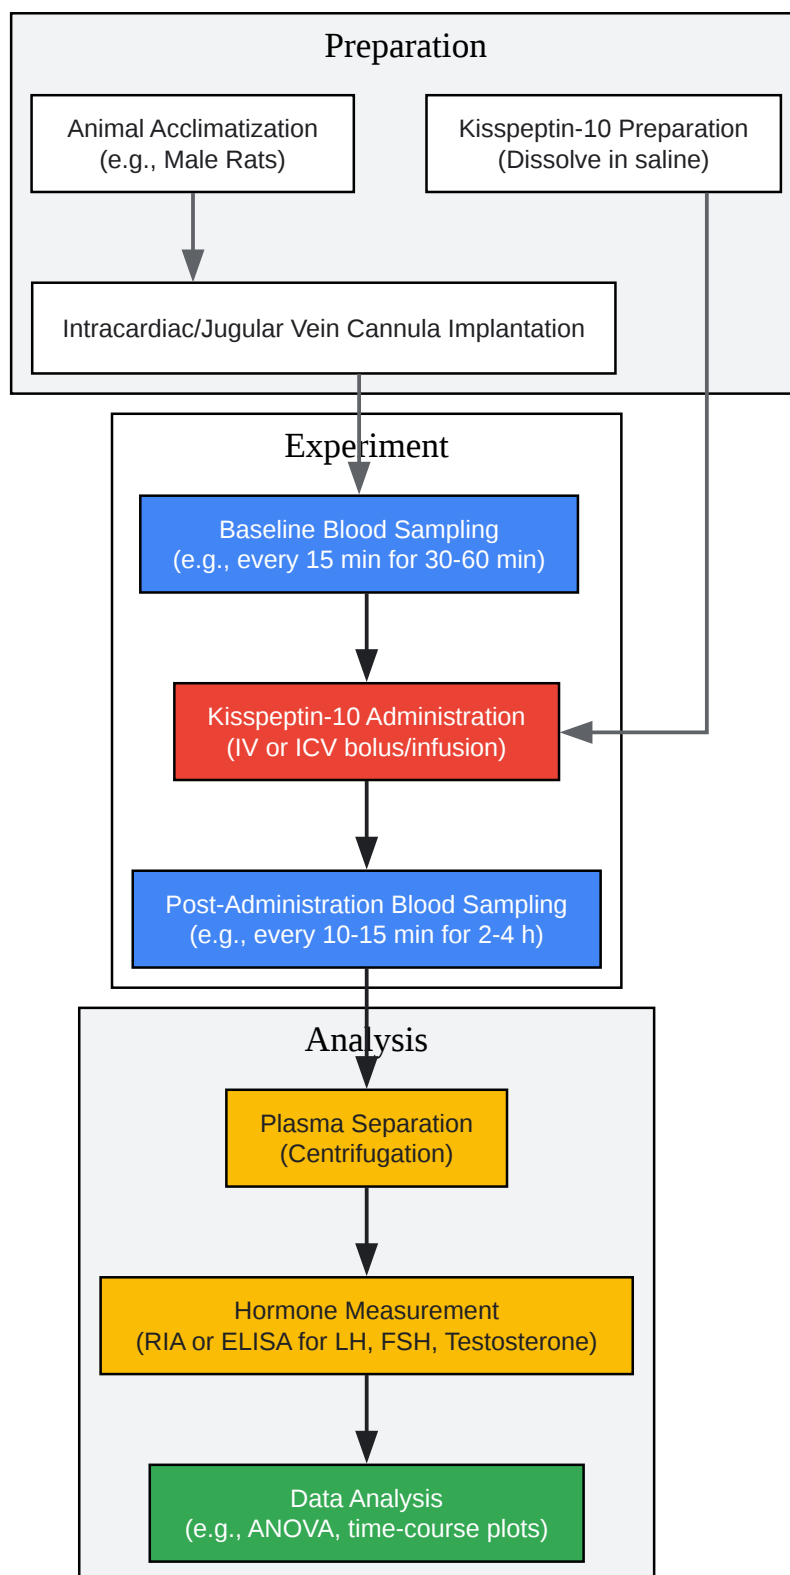 Preparation
Animal Acclimatization
(e.g., Male Rats)
Kisspeptin-10 Preparation
(Dissolve in saline)
Intracardiac/Jugular Vein Cannula Implantation
Experiment
Baseline Blood Sampling
(e.g., every 15 min for 30-60 min)
Kisspeptin-10 Administration
(IV or ICV bolus/infusion)
Post-Administration Blood Sampling
(e.g., every 10-15 min for 2-4 h)
Analysis
Plasma Separation
(Centrifugation)
Hormone Measurement
(RIA or ELISA for LH, FSH, Testosterone)
Data Analysis
(e.g., ANOVA, time-course plots)